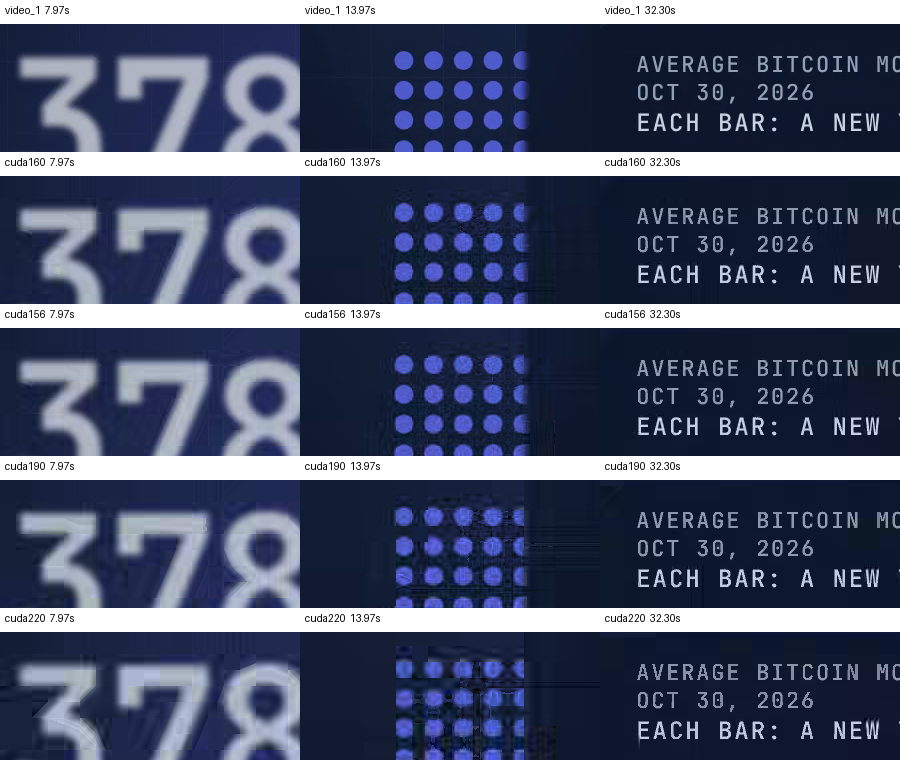 video_1 7.97s video_1 13.97s video_1 32.30s
378
AVERAGE BITCOIN MO
OCT 30, 2026
EACH BAR: A NEW
cuda160 7.97s cuda160 13.97s cuda160 32.30s
378
AVERAGE BITCOIN MO
OCT 30, 2026
EACH BAR: A NEW
cuda156 7.97s cuda156 13.97s cuda156 32.30s
378
AVERAGE BITCOIN MO
OCT 30, 2026
EACH BAR: A NEW
cuda190 7.97s cuda190 13.97s cuda190 32.30s
378
AVERAGE BITCOIN MO
OCT 30, 2026
EACH BAR: A NEW
cuda220 7.97s cuda220 13.97s cuda220 32.30s
378
AVERAGE BITCOIN MO
OCT 30, 2026
EACH BAR: A NEW